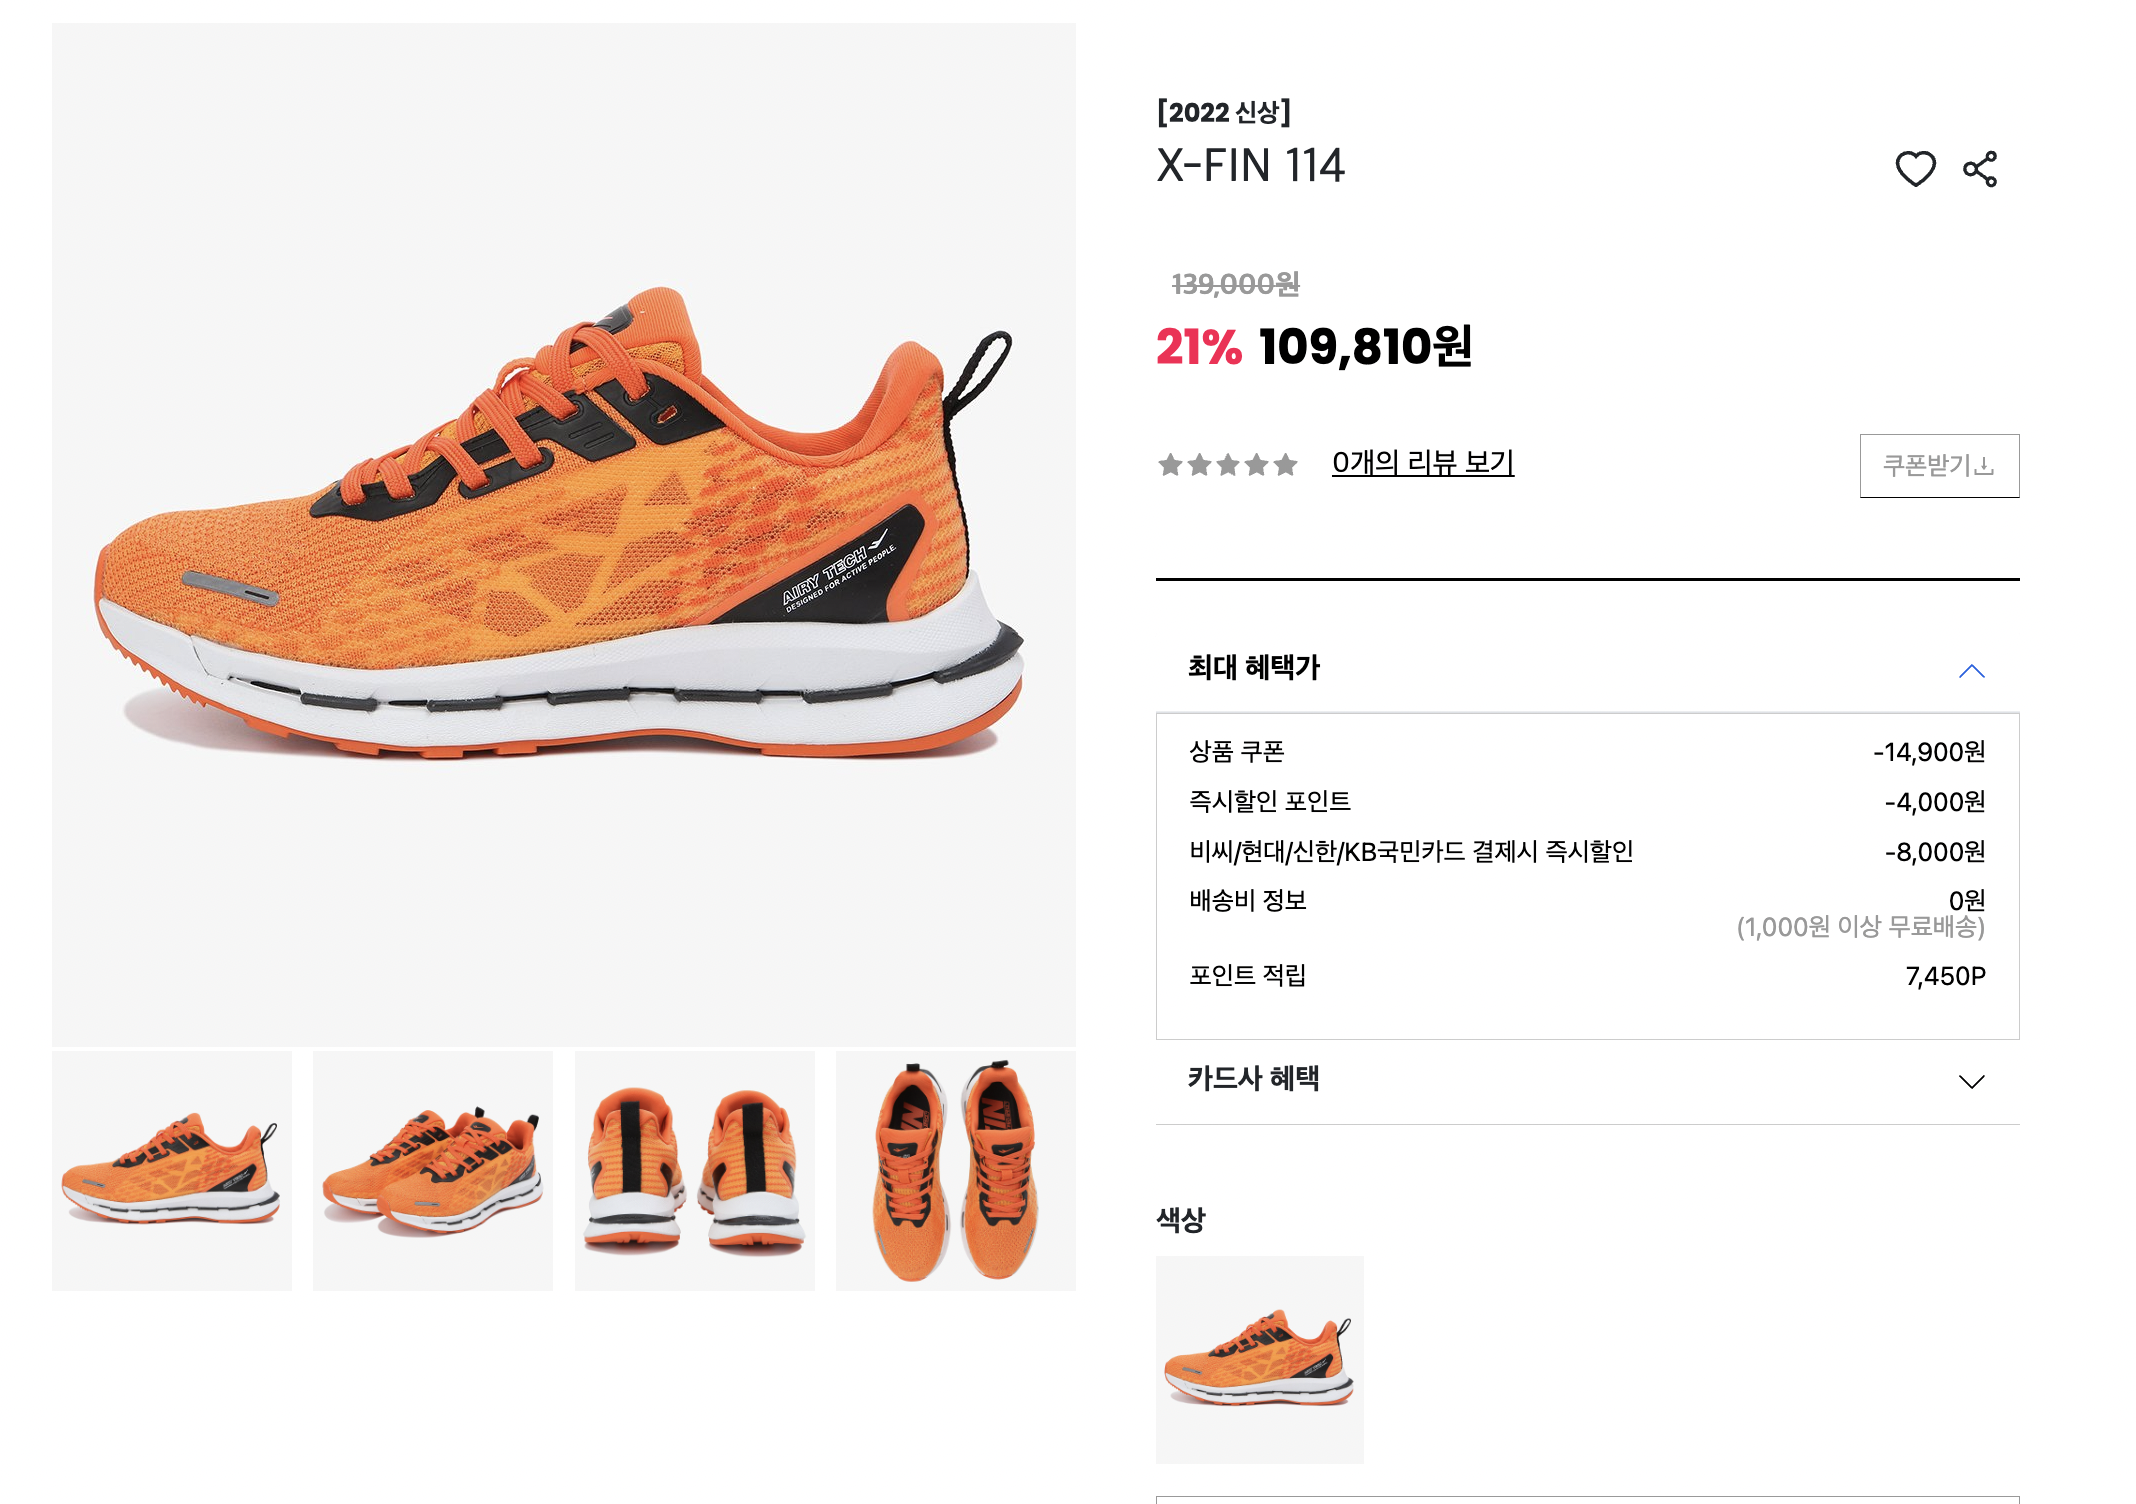 [2022 신상]
X-FIN 114
139,000원
21% 109,810원
0개의 리뷰 보기
쿠폰받기
최대 혜택가
상품 쿠폰 -14,900원
즉시할인 포인트 -4,000원
비씨/현대/신한/KB국민카드 결제시 즉시할인 -8,000원
배송비 정보 0원
(1,000원 이상 무료배송)
포인트 적립 7,450P
카드사 혜택
색상
AIRY TECH
DESIGNED FOR ACTIVE PEOPLE.